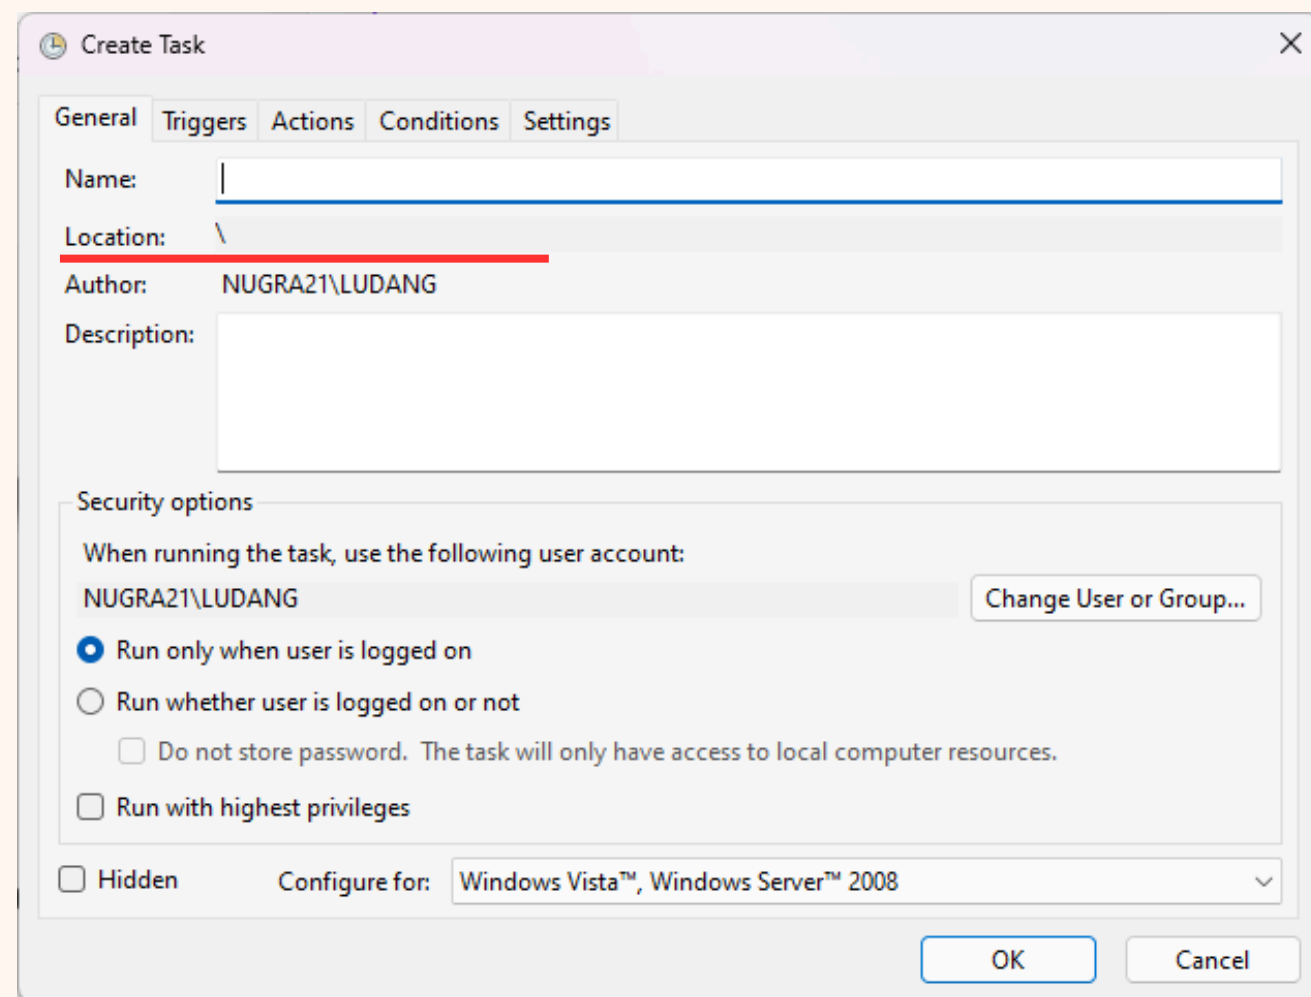 Create Task
General Triggers Actions Conditions Settings
Name:
Location: \
Author: NUGRA21\LUDANG
Description:
Security options
When running the task, use the following user account:
NUGRA21\LUDANG Change User or Group...
Run only when user is logged on
Run whether user is logged on or not
Do not store password. The task will only have access to local computer resources.
Run with highest privileges
Hidden Configure for: Windows Vista™, Windows Server™ 2008
OK Cancel